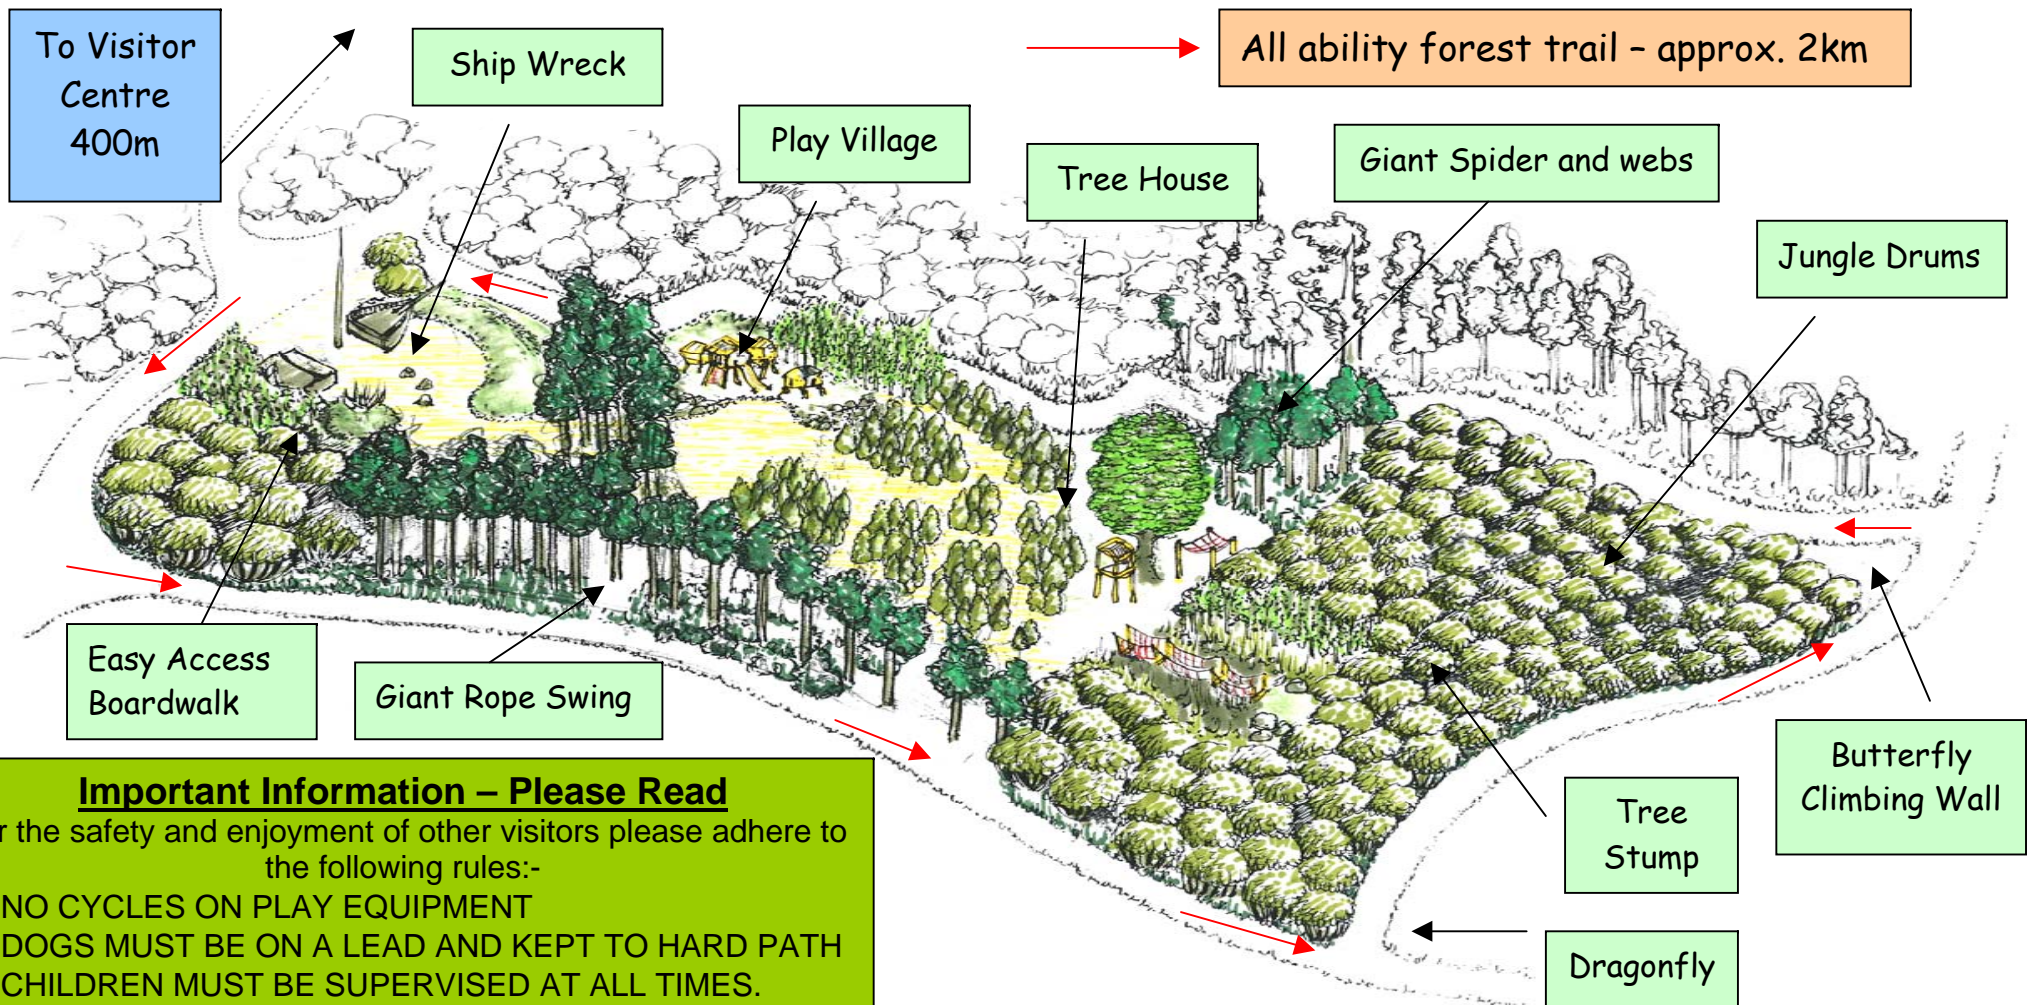 To Visitor
Centre
400m
Ship Wreck
All ability forest trail – approx. 2km
Play Village
Tree House
Giant Spider and webs
Jungle Drums
Easy Access
Boardwalk
Giant Rope Swing
Butterfly
Climbing Wall
Tree
Stump
Dragonfly
Important Information – Please Read
r the safety and enjoyment of other visitors please adhere to
the following rules:-
NO CYCLES ON PLAY EQUIPMENT
DOGS MUST BE ON A LEAD AND KEPT TO HARD PATH
CHILDREN MUST BE SUPERVISED AT ALL TIMES.